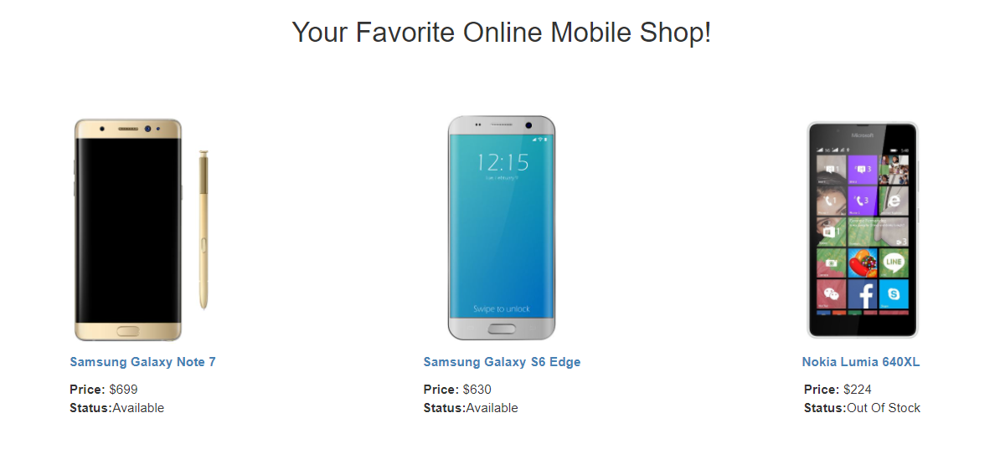 Your Favorite Online Mobile Shop!
12:15
Swipe to unlock
Microsoft
LINE
Samsung Galaxy Note 7
Samsung Galaxy S6 Edge
Nokia Lumia 640XL
Price: $699
Price: $630
Price: $224
Status:Available
Status:Available
Status:Out Of Stock